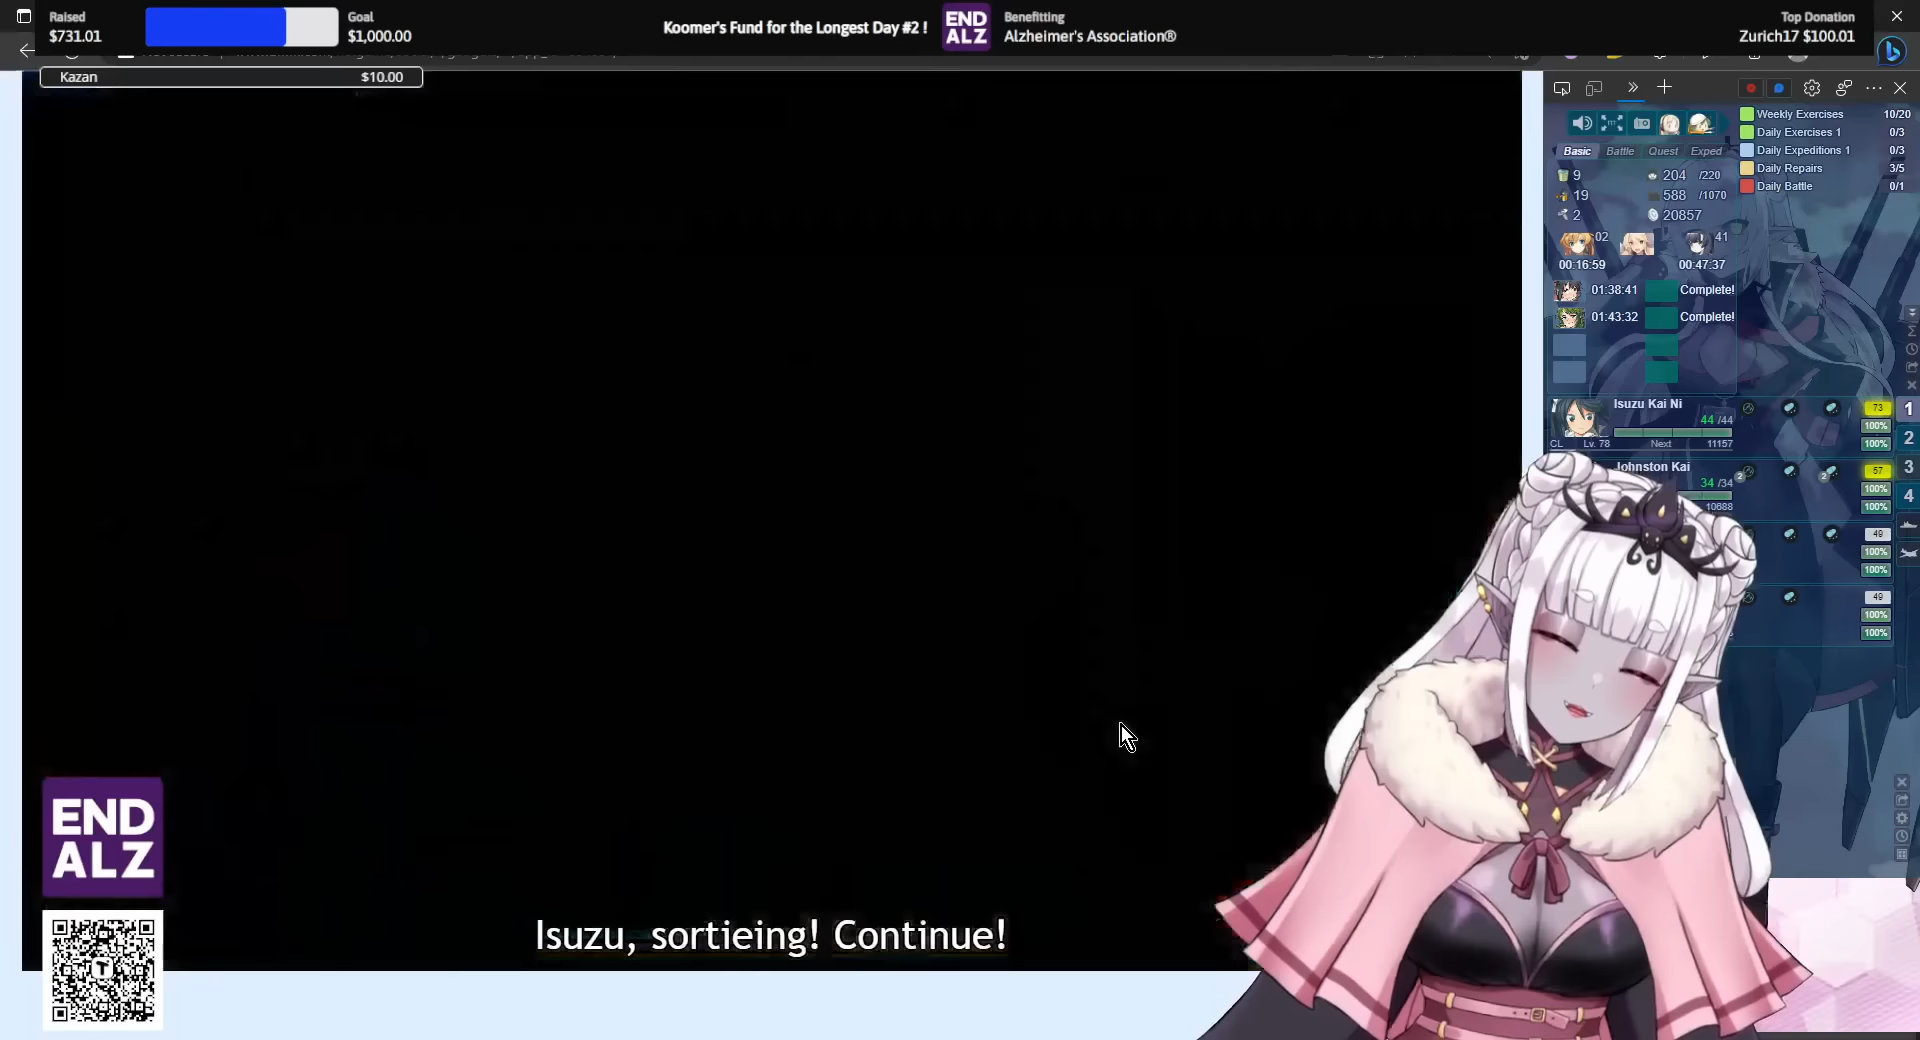 Raised
$731.01
Goal
$1,000.00
Koomer's Fund for the Longest Day #2 !
END
ALZ
Benefitting
Alzheimer's Association®
Top Donation
Zurich17 $100.01
Kazan $10.00
Weekly Exercises 10/20
Daily Exercises 1 0/3
Daily Expeditions 1 0/3
Daily Repairs 3/5
Daily Battle 0/1
Basic Battle Quest Exped
9 204 /220
19 588 /1070
2 20857
02 41
00:16:59 00:47:37
01:38:41 Complete!
01:43:32 Complete!
Isuzu Kai Ni
44 /44
CL Lv. 78 Next 11157
73
100%
100%
Johnston Kai
34 /34
10688
2 2
57
100%
100%
49
100%
100%
49
100%
100%
1
2
3
4
END
ALZ
Isuzu, sortieing! Continue!